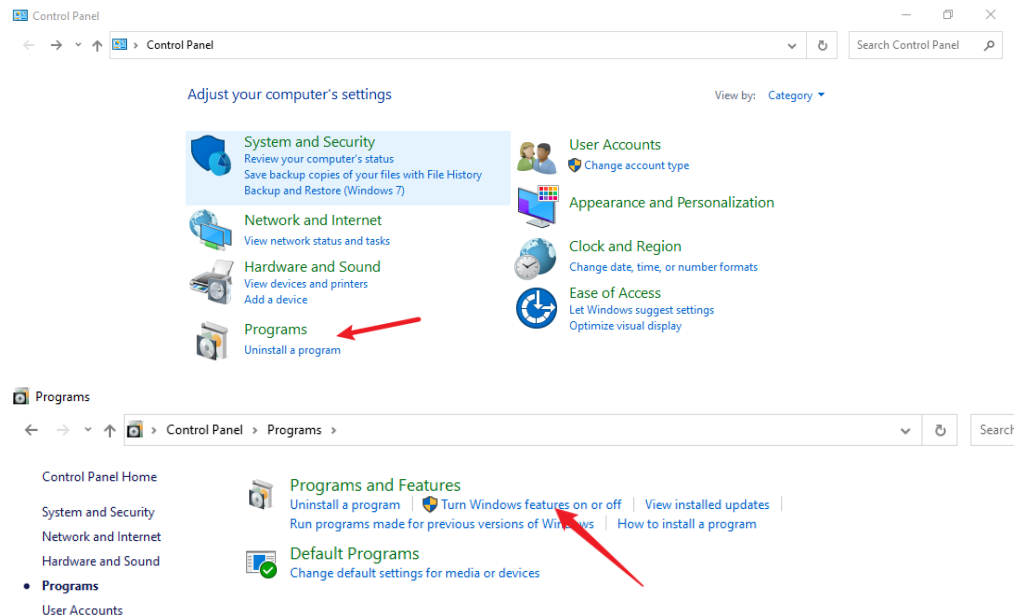 Control Panel
Control Panel
Search Control Panel
Adjust your computer's settings
View by: Category
System and Security
Review your computer's status
Save backup copies of your files with File History
Backup and Restore (Windows 7)
Network and Internet
View network status and tasks
Hardware and Sound
View devices and printers
Add a device
Programs
Uninstall a program
User Accounts
Change account type
Appearance and Personalization
Clock and Region
Change date, time, or number formats
Ease of Access
Let Windows suggest settings
Optimize visual display
Programs
Control Panel > Programs >
Search
Control Panel Home
System and Security
Network and Internet
Hardware and Sound
Programs
User Accounts
Programs and Features
Uninstall a program Turn Windows features on or off View installed updates
Run programs made for previous versions of Windows How to install a program
Default Programs
Change default settings for media or devices